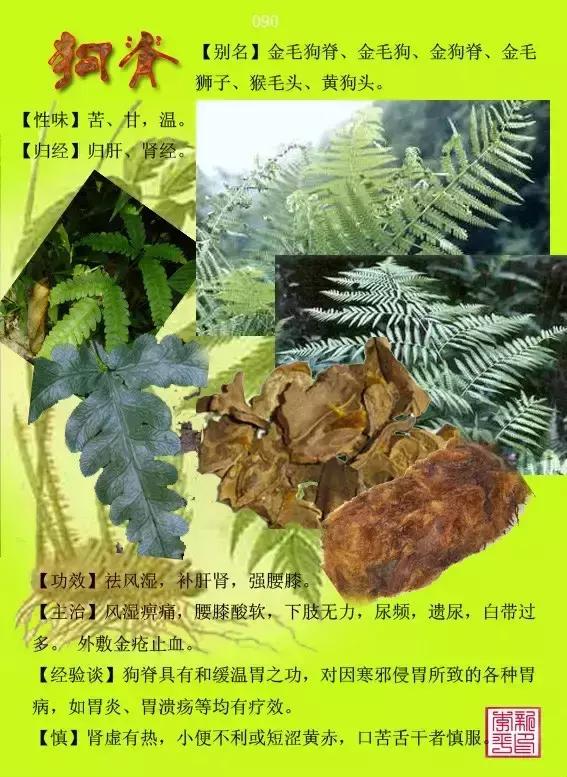 090
狗脊
【别名】金毛狗脊、金毛狗、金狗脊、金毛
狮子、猴毛头、黄狗头。
【性味】苦、甘，温。
【归经】归肝、肾经。
【功效】祛风湿，补肝肾，强腰膝。
【主治】风湿痹痛，腰膝酸软，下肢无力，尿频，遗尿，白带过
多。 外敷金疮止血。
【经验谈】狗脊具有和缓温胃之功，对因寒邪侵胃所致的各种胃
病，如胃炎、胃溃疡等均有疗效。
【慎】肾虚有热，小便不利或短涩黄赤，口苦舌干者慎服。